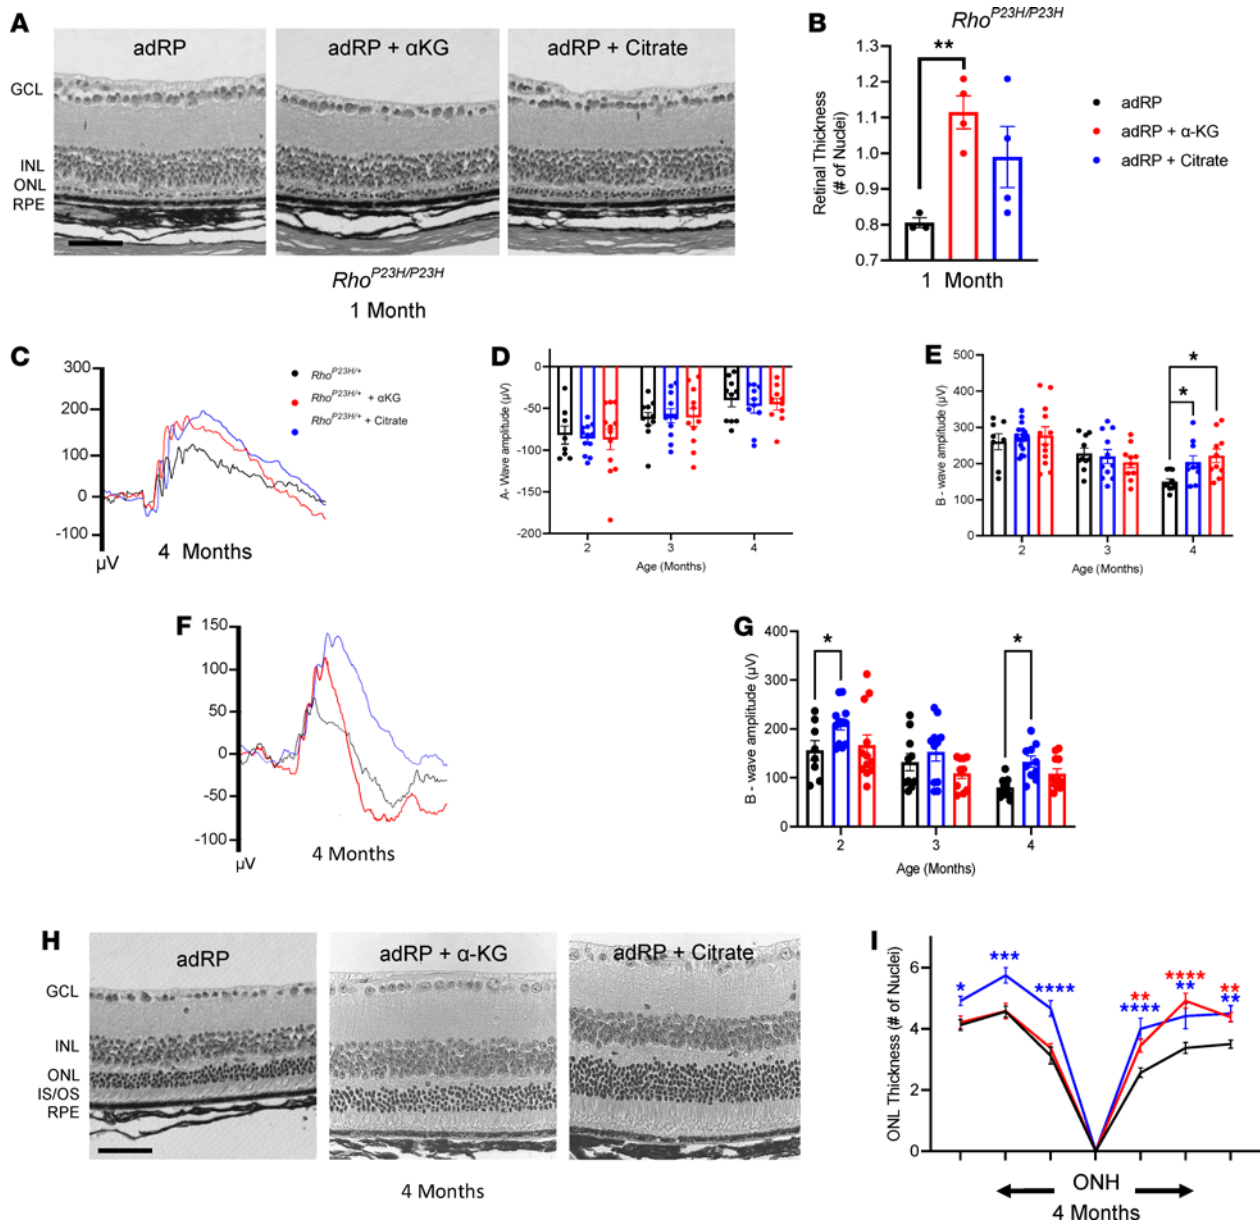 A
adRP
adRP + αKG
adRP + Citrate
GCL
INL
ONL
RPE
Rho^P23H/P23H
1 Month
B
Rho^P23H/P23H
**
1.3
1.2
1.1
1.0
0.9
0.8
0.7
Retinal Thickness
(# of Nuclei)
1 Month
adRP
adRP + α-KG
adRP + Citrate
C
300
200
100
0
-100
µV
Rho^P23H/+
Rho^P23H/+ + αKG
Rho^P23H/+ + Citrate
4 Months
D
0
-50
-100
-150
-200
A- Wave amplitude (µV)
2 3 4
Age (Months)
E
500
400
300
200
100
0
B - wave amplitude (µV)
*
*
2 3 4
Age (Months)
F
150
100
50
0
-50
-100
µV
4 Months
G
400
300
200
100
0
B - wave amplitude (µV)
* *
2 3 4
Age (Months)
H
adRP
adRP + α-KG
adRP + Citrate
GCL
INL
ONL
IS/OS
RPE
4 Months
I
6
4
2
0
ONL Thickness (# of Nuclei)
*
***
****
**
****
****
**
**
**
ONH
4 Months